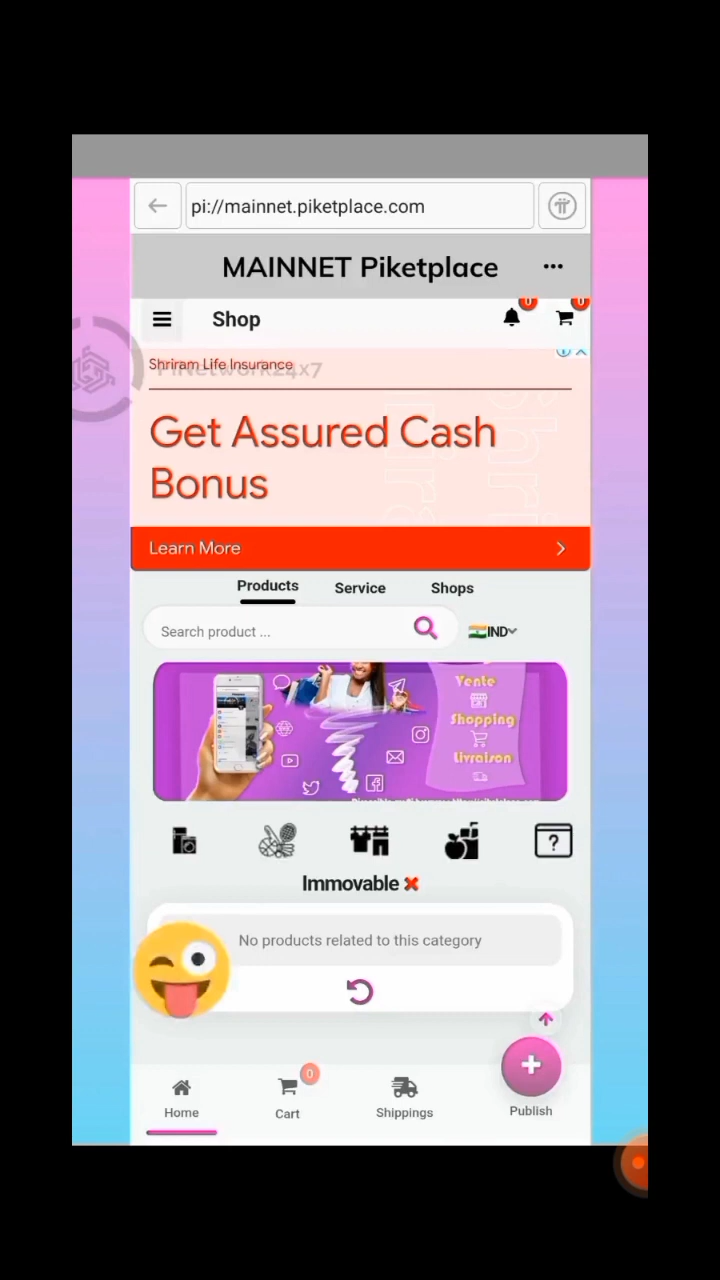 pi://mainnet.piketplace.com
MAINNET Piketplace
Shop
0
0
Shriram Life Insurance
PiNetwork24x7
Get Assured Cash
Bonus
Learn More
Products
Service
Shops
Search product ...
IND
Vente
Shopping
Livraison
?
Immovable
No products related to this category
0
Home
Cart
Shippings
Publish